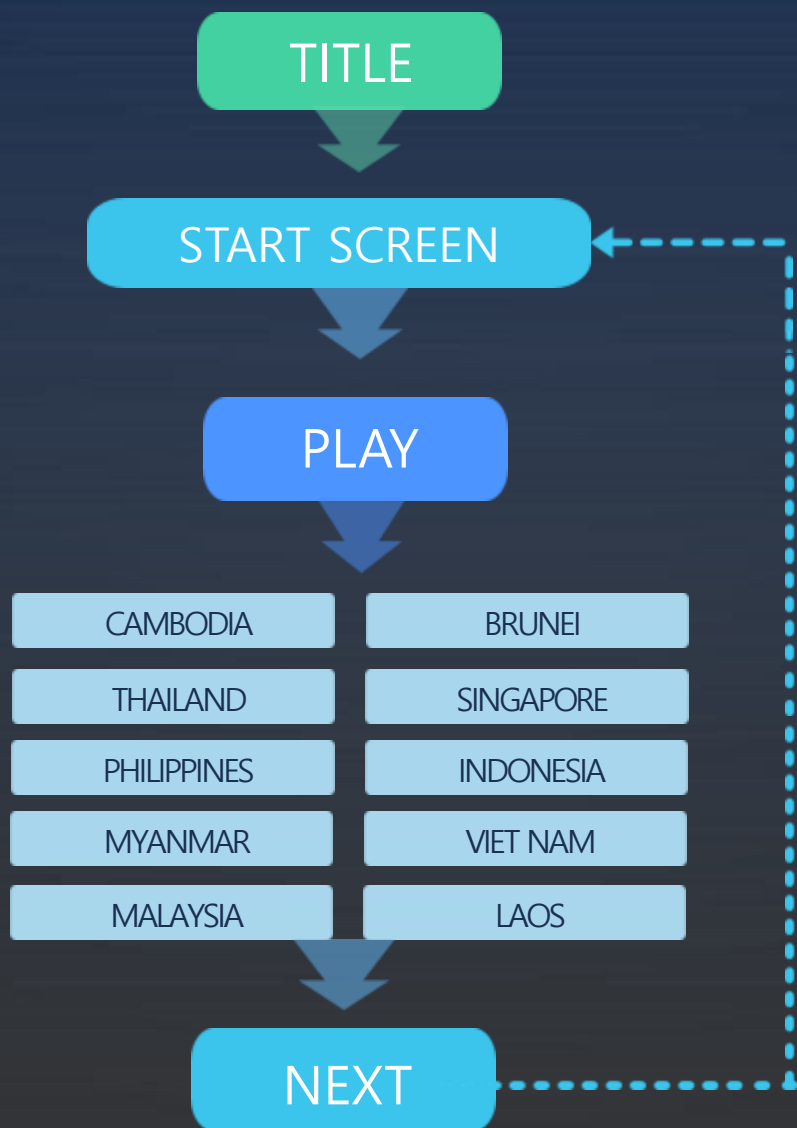 TITLE
START SCREEN
PLAY
CAMBODIA BRUNEI
THAILAND SINGAPORE
PHILIPPINES INDONESIA
MYANMAR VIET NAM
MALAYSIA LAOS
NEXT